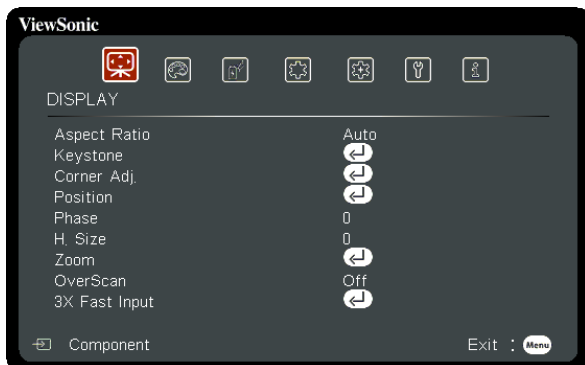 ViewSonic
DISPLAY
Aspect Ratio Auto
Keystone
Corner Adj.
Position
Phase 0
H. Size 0
Zoom
OverScan Off
3X Fast Input
Component Exit : Menu